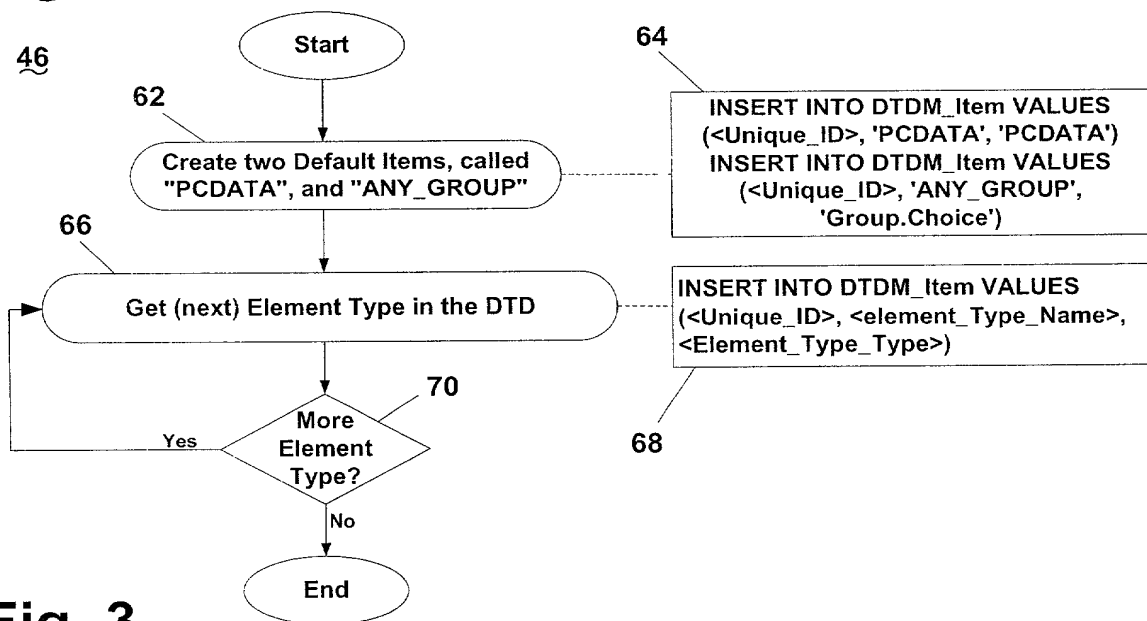 Start
46
64
62
INSERT INTO DTDM_Item VALUES
(<Unique_ID>, 'PCDATA', 'PCDATA')
INSERT INTO DTDM_Item VALUES
(<Unique_ID>, 'ANY_GROUP',
'Group.Choice')
Create two Default Items, called
"PCDATA", and "ANY_GROUP"
66
Get (next) Element Type in the DTD
INSERT INTO DTDM_Item VALUES
(<Unique_ID>, <element_Type_Name>,
<Element_Type_Type>)
70
More
Element
Type?
Yes
68
No
End
Fig. 3